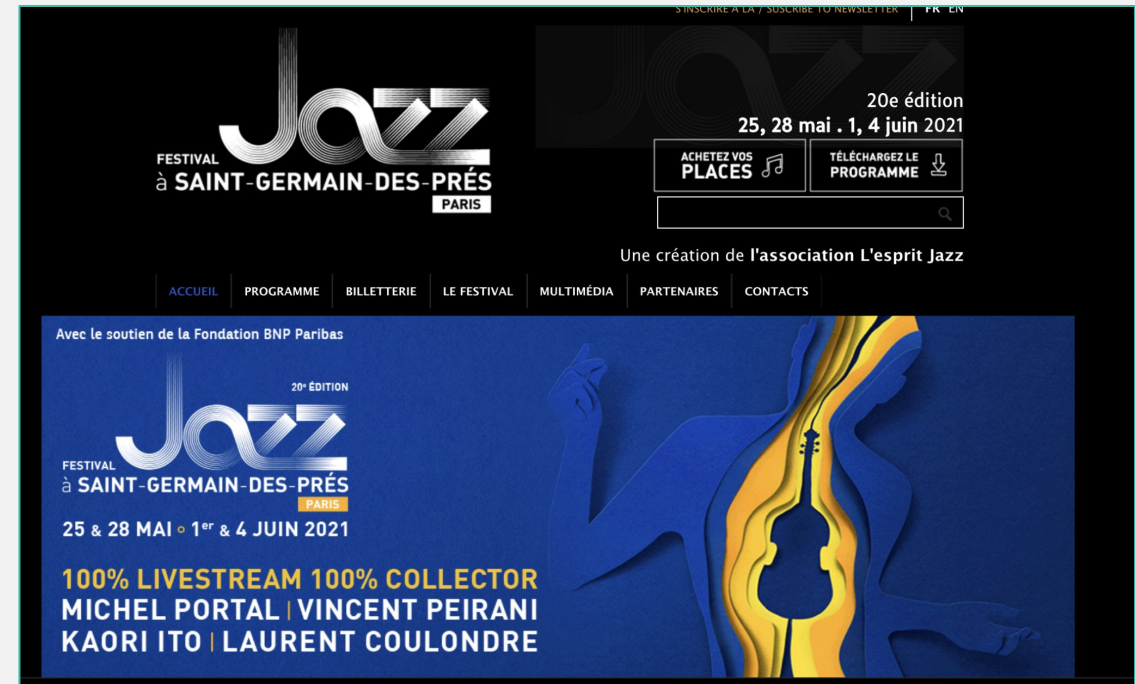 S'INSCRIRE À LA / SUSCRIBE TO NEWSLETTER FR EN
Jazz
FESTIVAL
à SAINT-GERMAIN-DES-PRÉS
PARIS
20e édition
25, 28 mai . 1, 4 juin 2021
ACHETEZ VOS
PLACES
TÉLÉCHARGEZ LE
PROGRAMME
Une création de l'association L'esprit Jazz
ACCUEIL PROGRAMME BILLETTERIE LE FESTIVAL MULTIMÉDIA PARTENAIRES CONTACTS
Avec le soutien de la Fondation BNP Paribas
20e ÉDITION
Jazz
FESTIVAL
à SAINT-GERMAIN-DES-PRÉS
PARIS
25 & 28 MAI ○ 1er & 4 JUIN 2021
100% LIVESTREAM 100% COLLECTOR
MICHEL PORTAL | VINCENT PEIRANI
KAORI ITO | LAURENT COULONDRE